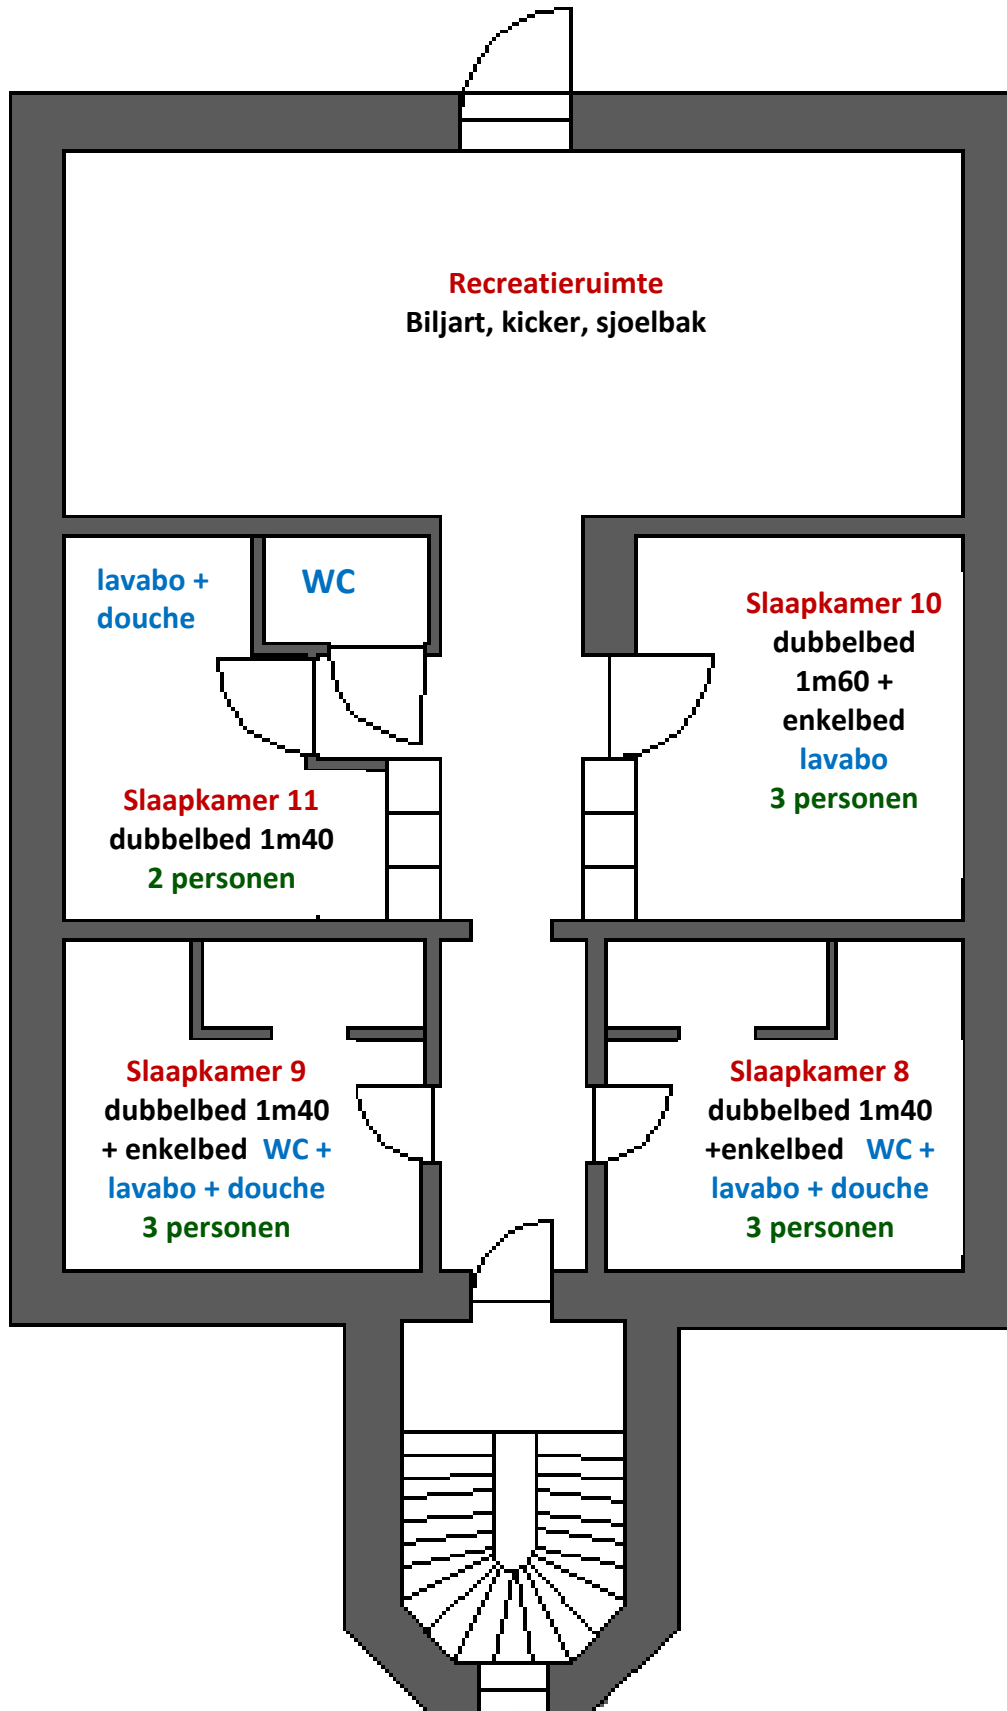 Recreatieruimte
Biljart, kicker, sjoelbak
lavabo +
douche
WC
Slaapkamer 10
dubbelbed
1m60 +
enkelbed
lavabo
3 personen
Slaapkamer 11
dubbelbed 1m40
2 personen
Slaapkamer 9
dubbelbed 1m40
+ enkelbed WC +
lavabo + douche
3 personen
Slaapkamer 8
dubbelbed 1m40
+enkelbed WC +
lavabo + douche
3 personen